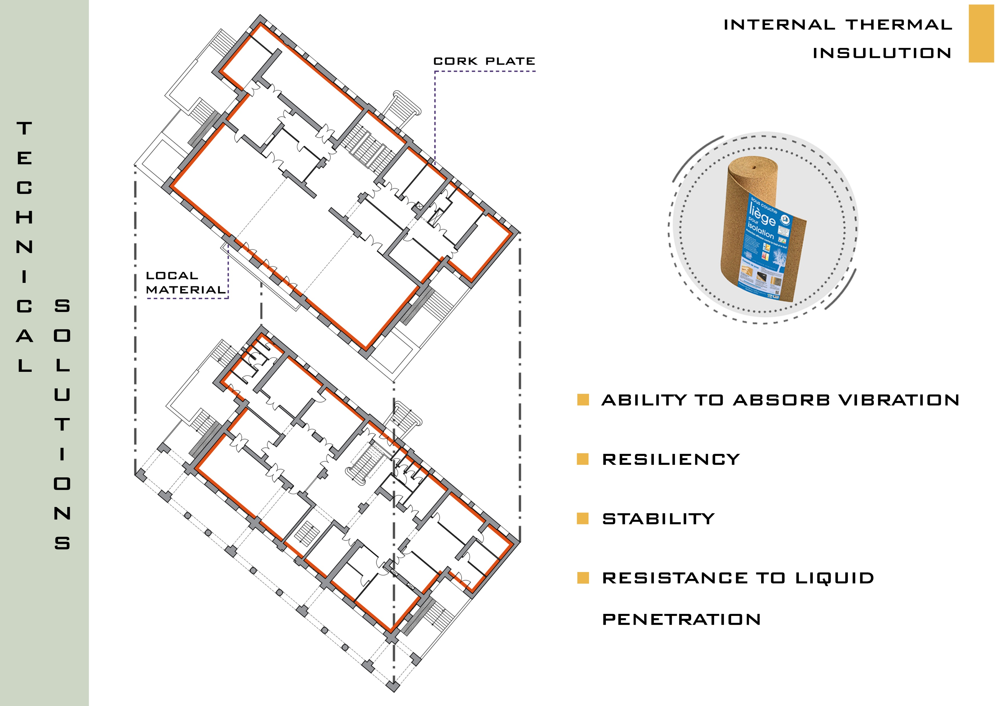 TECHNICAL
SOLUTIONS
INTERNAL THERMAL
INSULUTION
CORK PLATE
LOCAL
MATERIAL
sous couche
liège
pour
isolation
ABILITY TO ABSORB VIBRATION
RESILIENCY
STABILITY
RESISTANCE TO LIQUID
PENETRATION